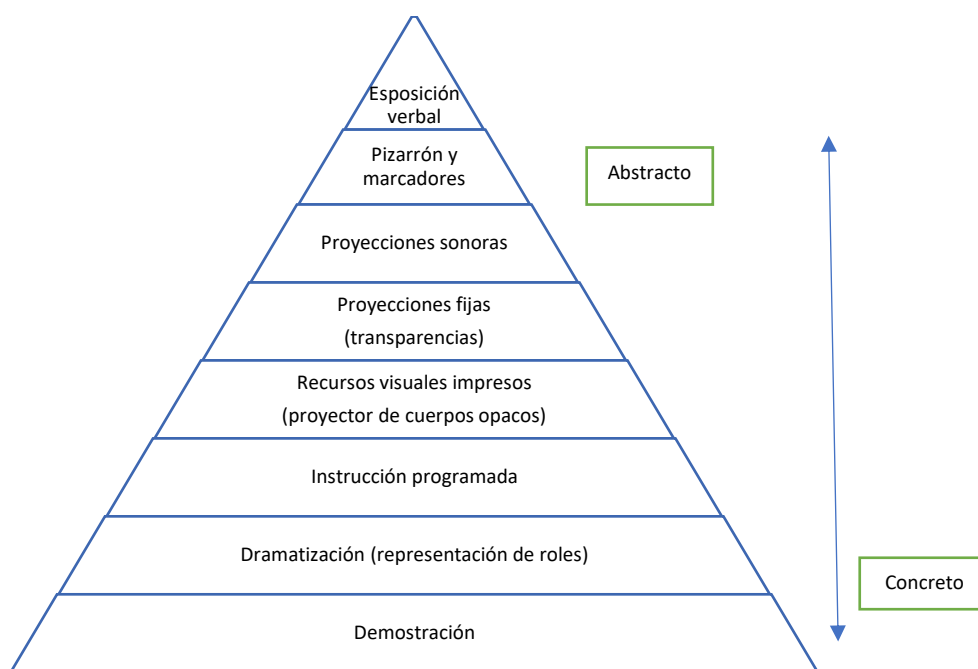 Esposición
verbal
Pizarrón y
marcadores
Abstracto
Proyecciones sonoras
Proyecciones fijas
(transparencias)
Recursos visuales impresos
(proyector de cuerpos opacos)
Instrucción programada
Dramatización (representación de roles)
Concreto
Demostración